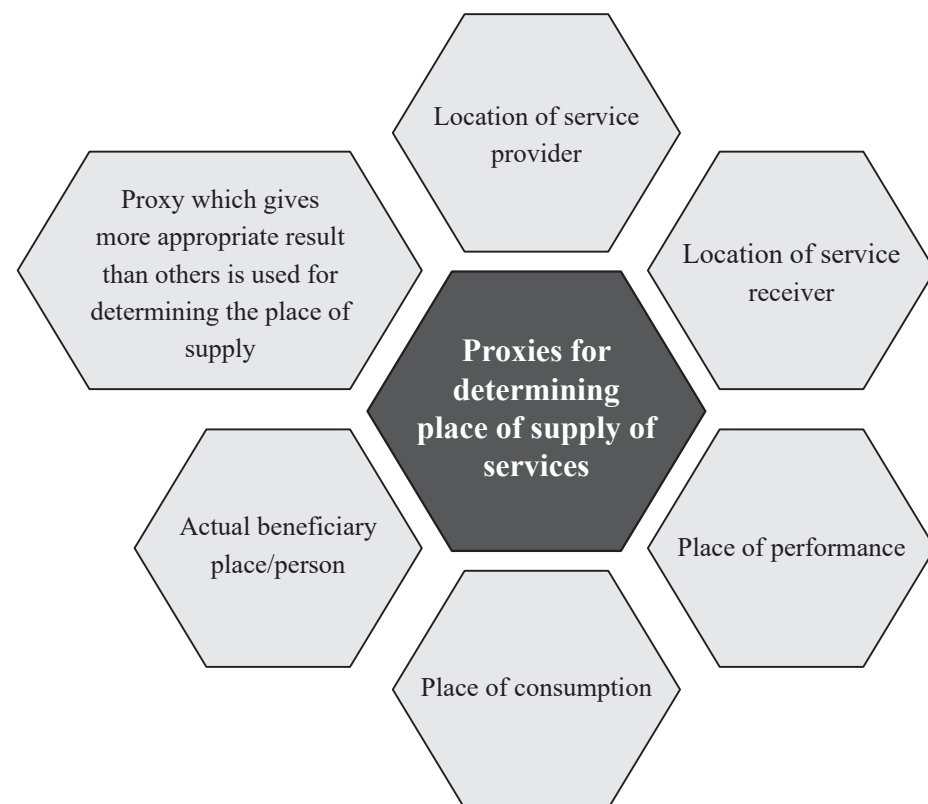 Location of service
provider
Proxy which gives
more appropriate result
than others is used for
determining the place of
supply
Location of service
receiver
Proxies for
determining
place of supply of
services
Actual beneficiary
place/person
Place of performance
Place of consumption